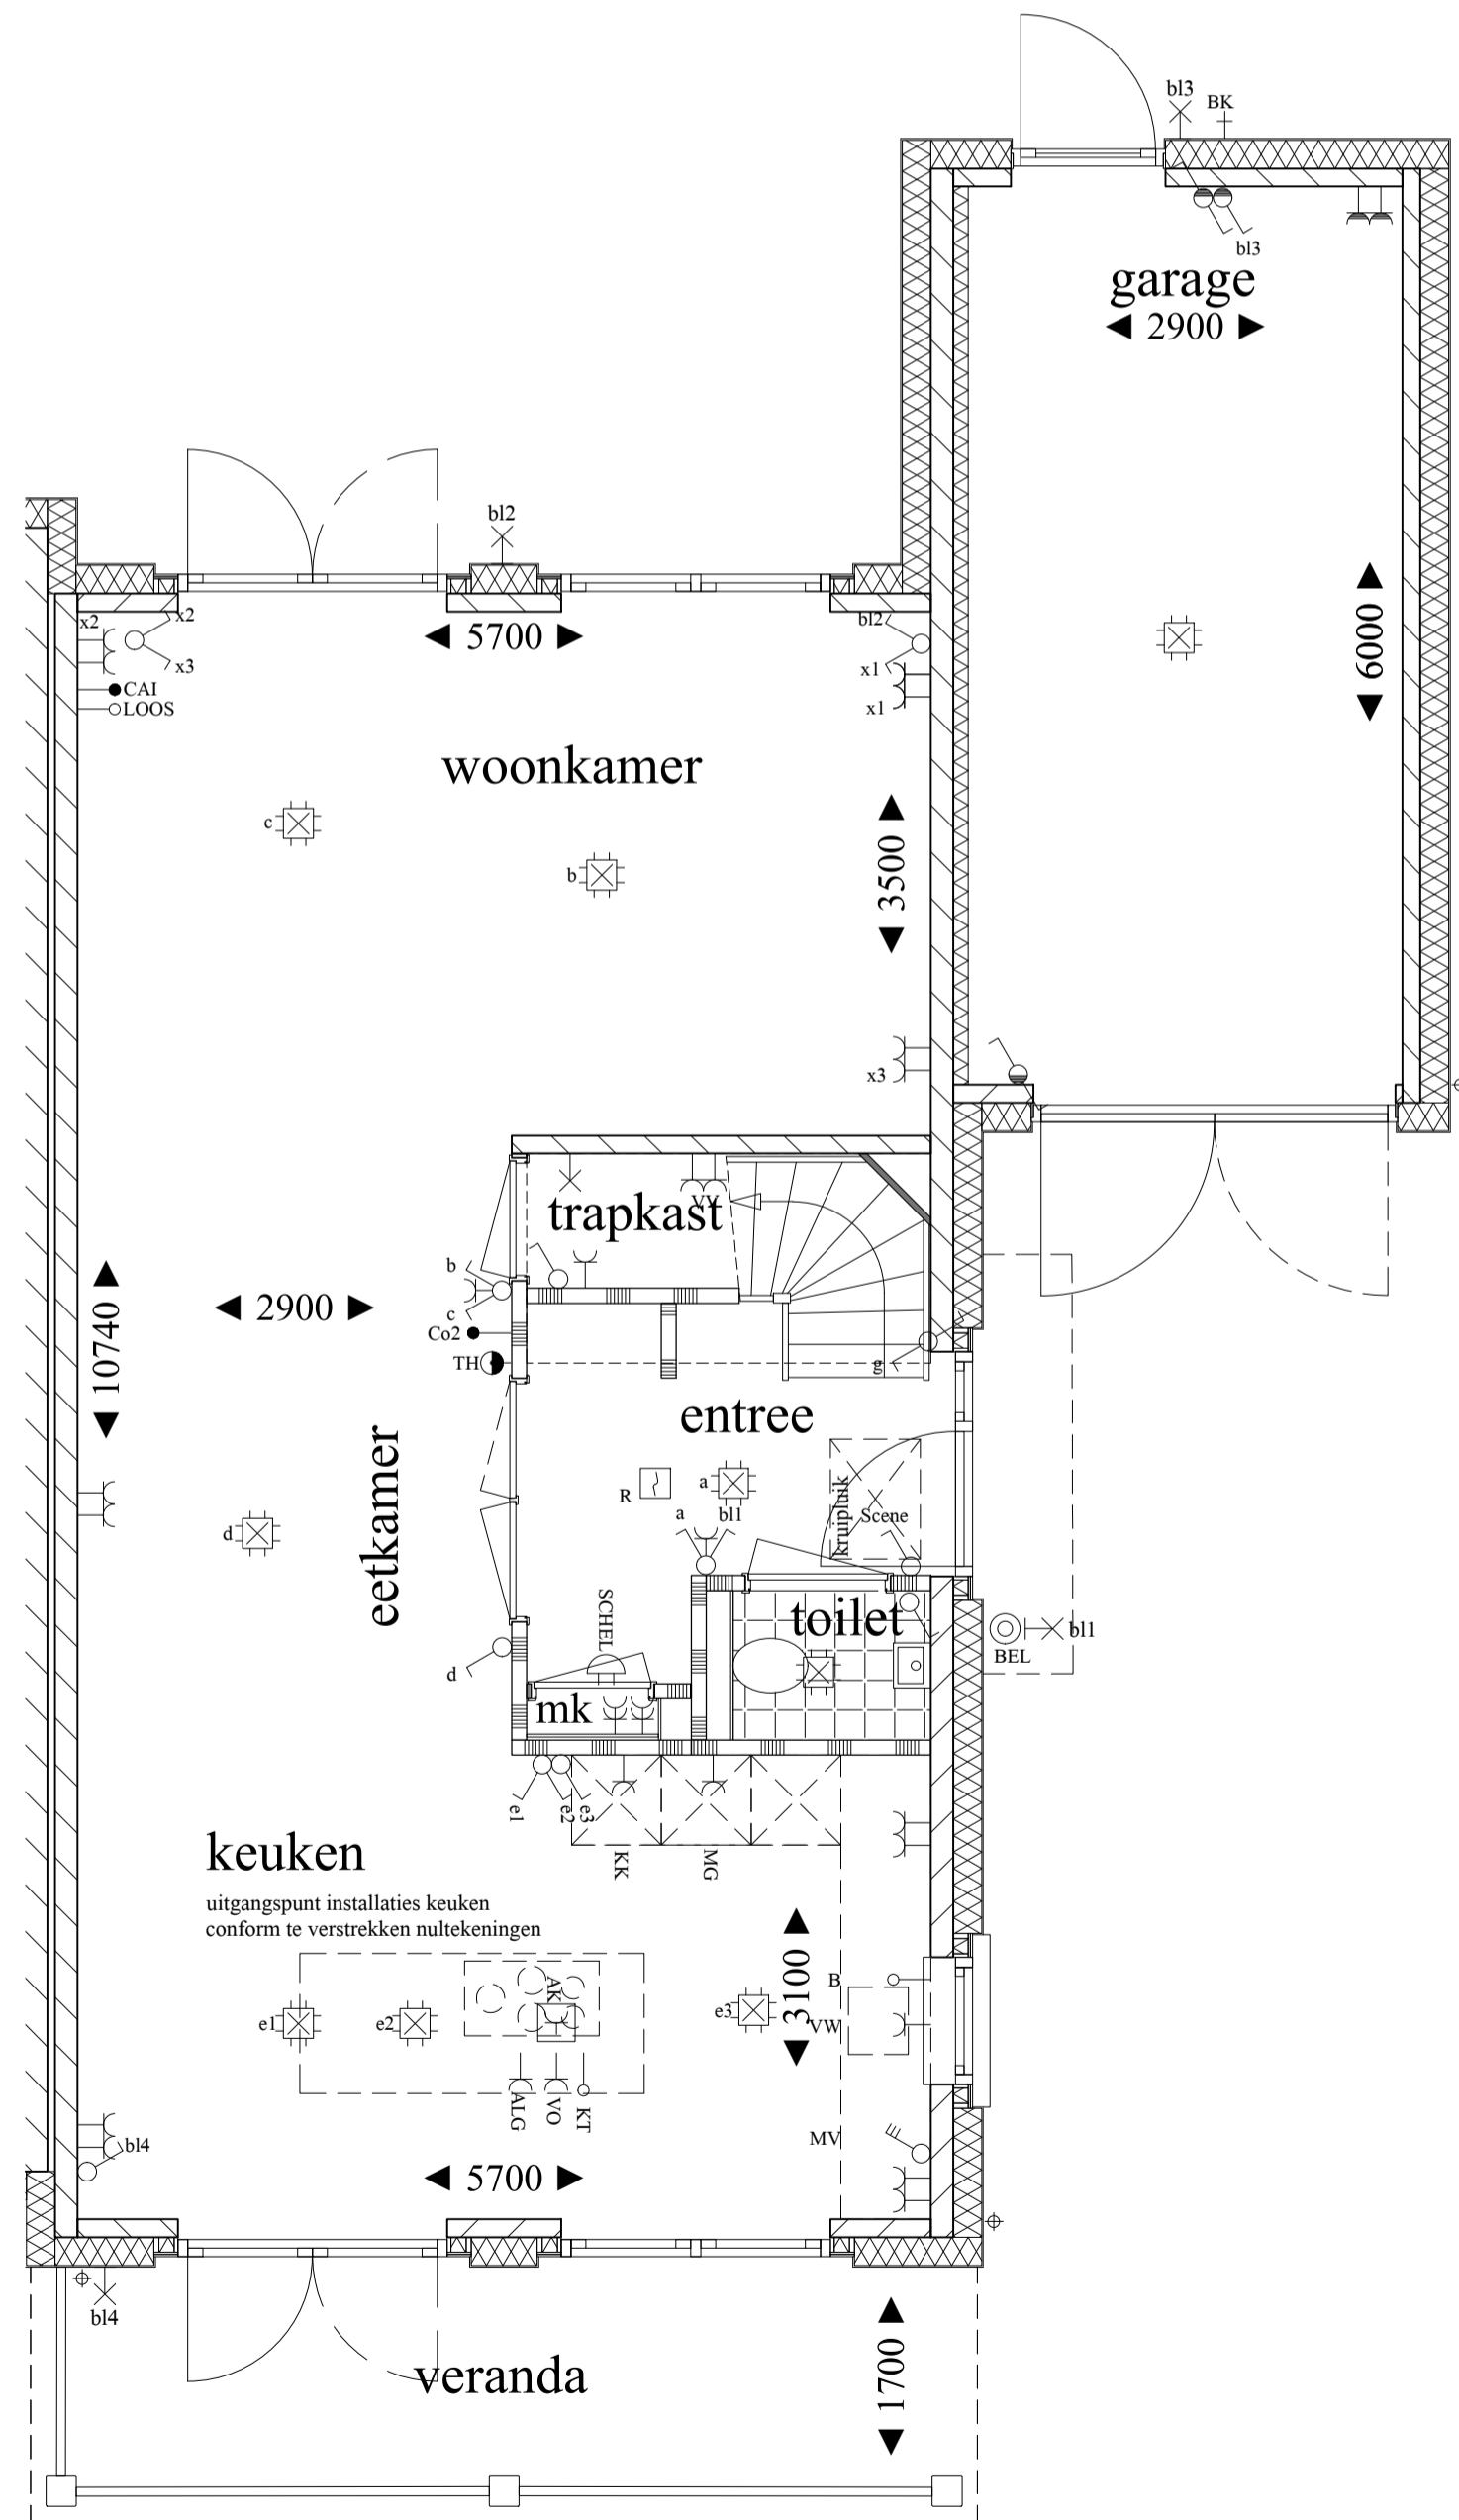 bl3
BK
bl3
garage
2900
bl2
x2
x2
x3
5700
bl2
x1
x1
6000
CAI
LOOS
woonkamer
c
b
3500
x3
trapkast
VV
b
c
Co2
TH
2900
10740
g
entree
eetkamer
R
a
a
bl1
kruipluik
Scene
d
SCHEL
toilet
bl1
BEL
d
mk
e1
e2
e3
KK
MG
keuken
uitgangspunt installaties keuken
conform te verstrekken nultekeningen
AK
B
e1
e2
e3
3100
VW
ALG
VO
KT
bl4
MV
5700
bl4
veranda
1700